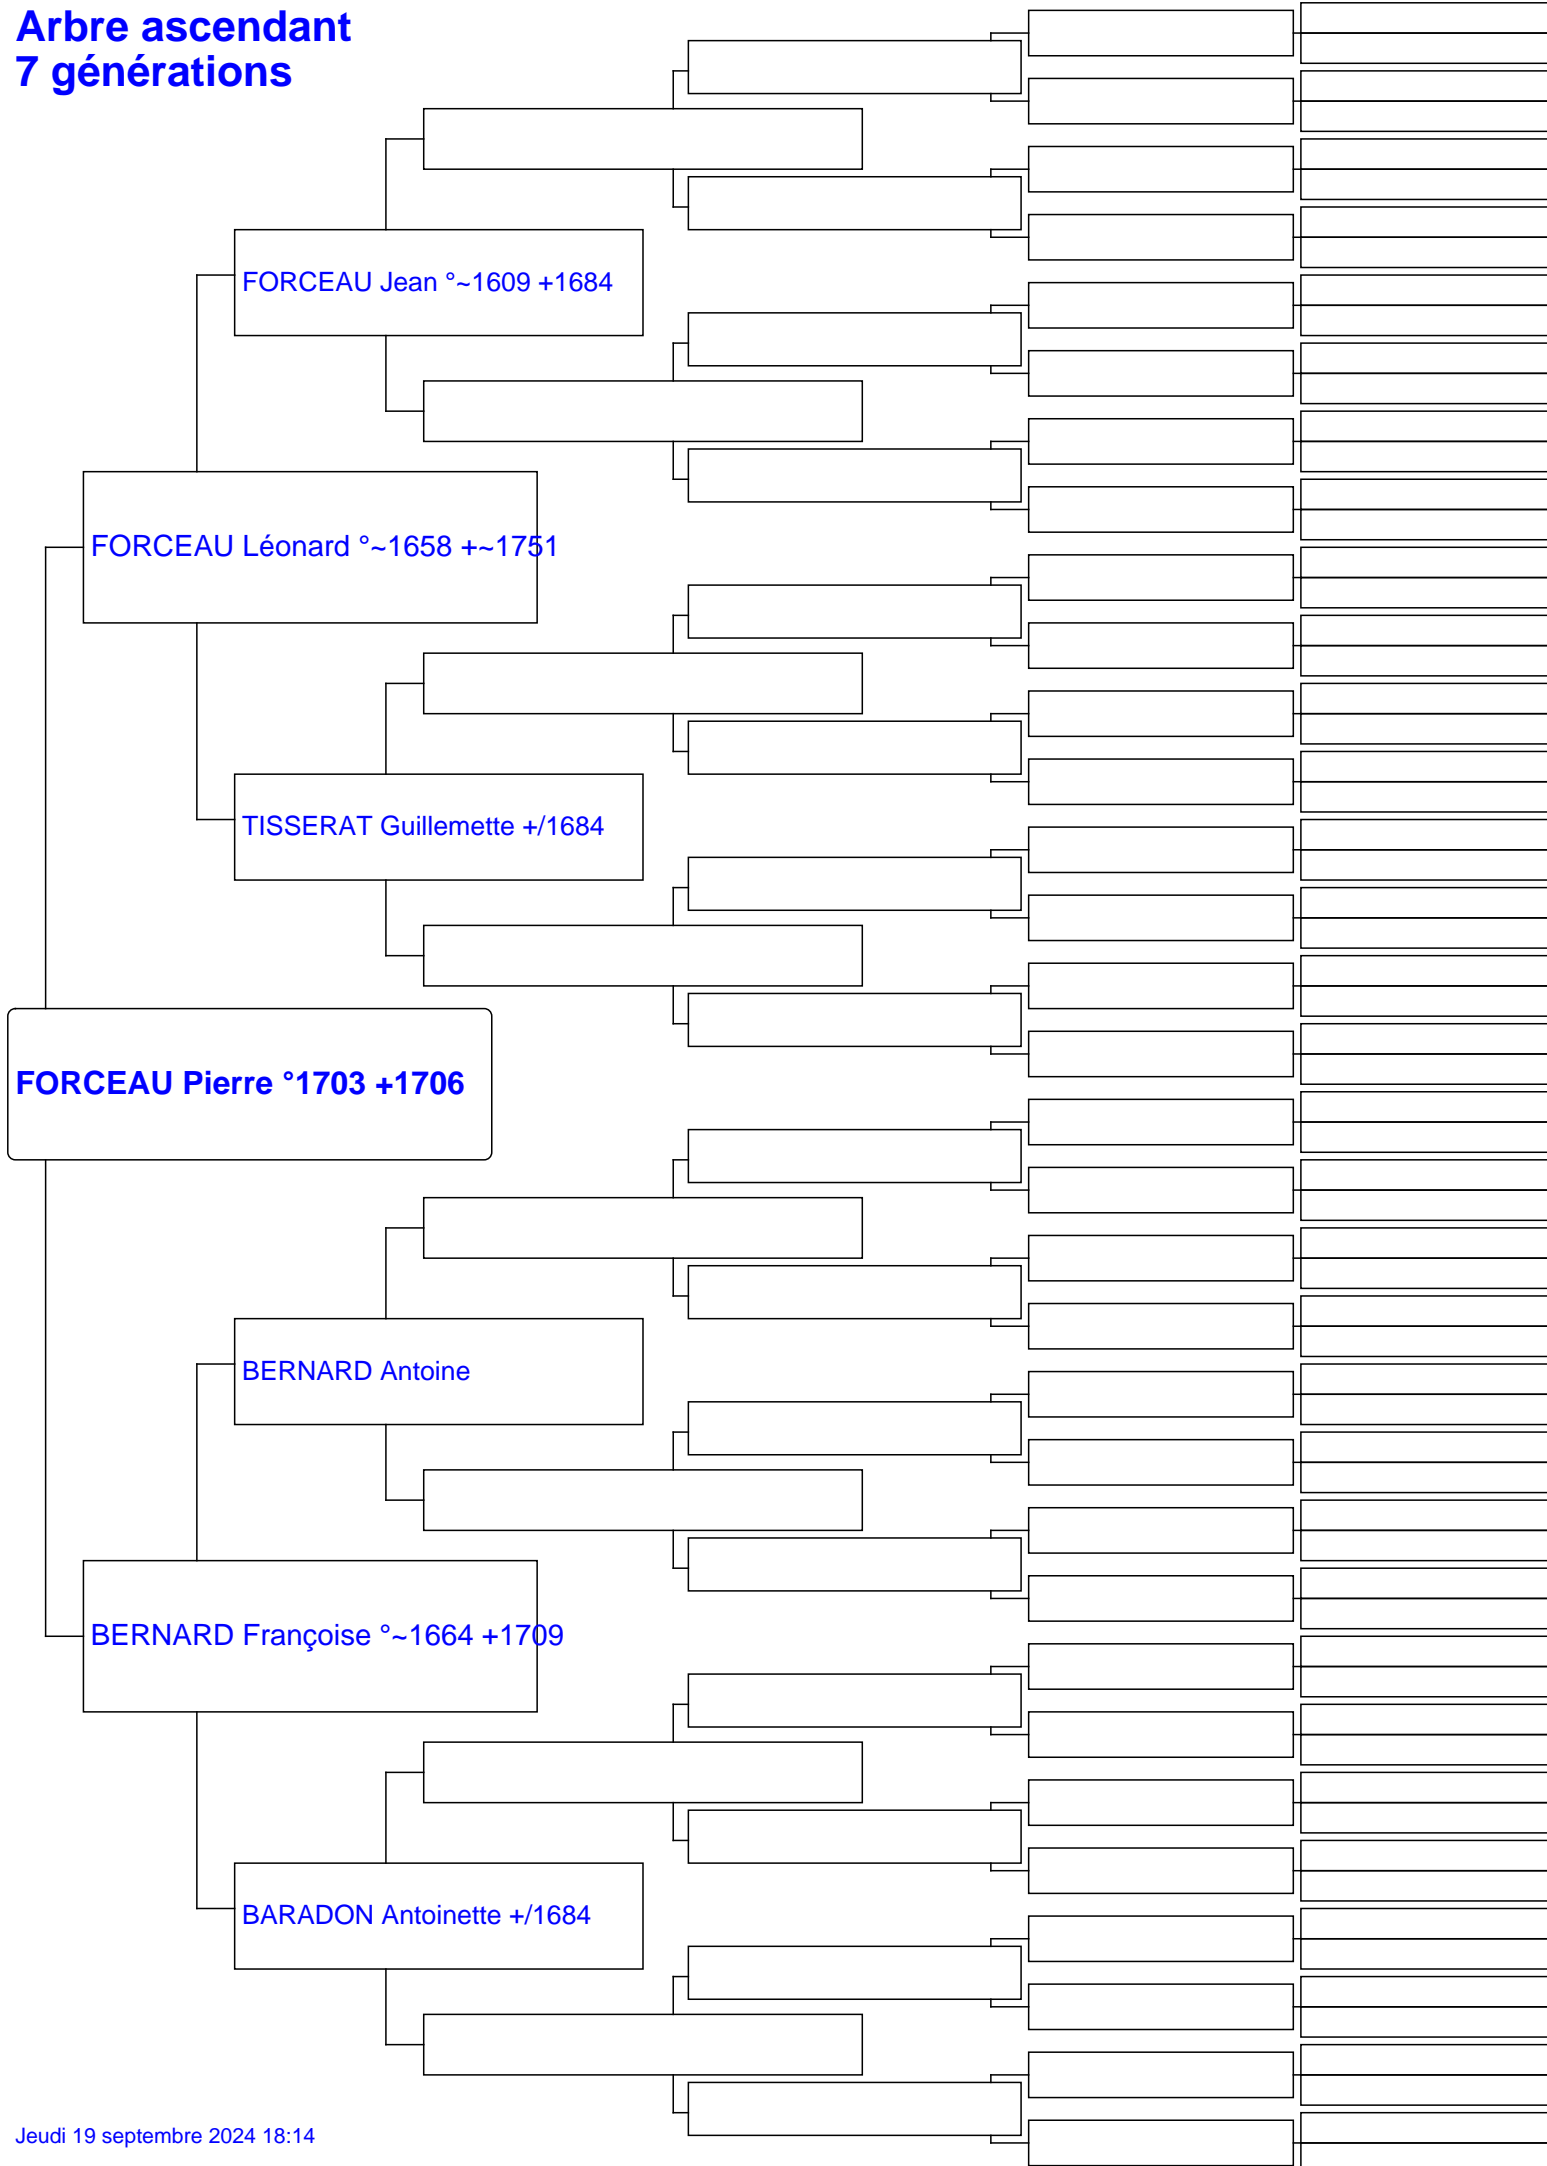 Arbre ascendant
7 générations
FORCEAU Jean °~1609 +1684
FORCEAU Léonard °~1658 +~1751
TISSERAT Guillemette +/1684
FORCEAU Pierre °1703 +1706
BERNARD Antoine
BERNARD Françoise °~1664 +1709
BARADON Antoinette +/1684
Jeudi 19 septembre 2024 18:14